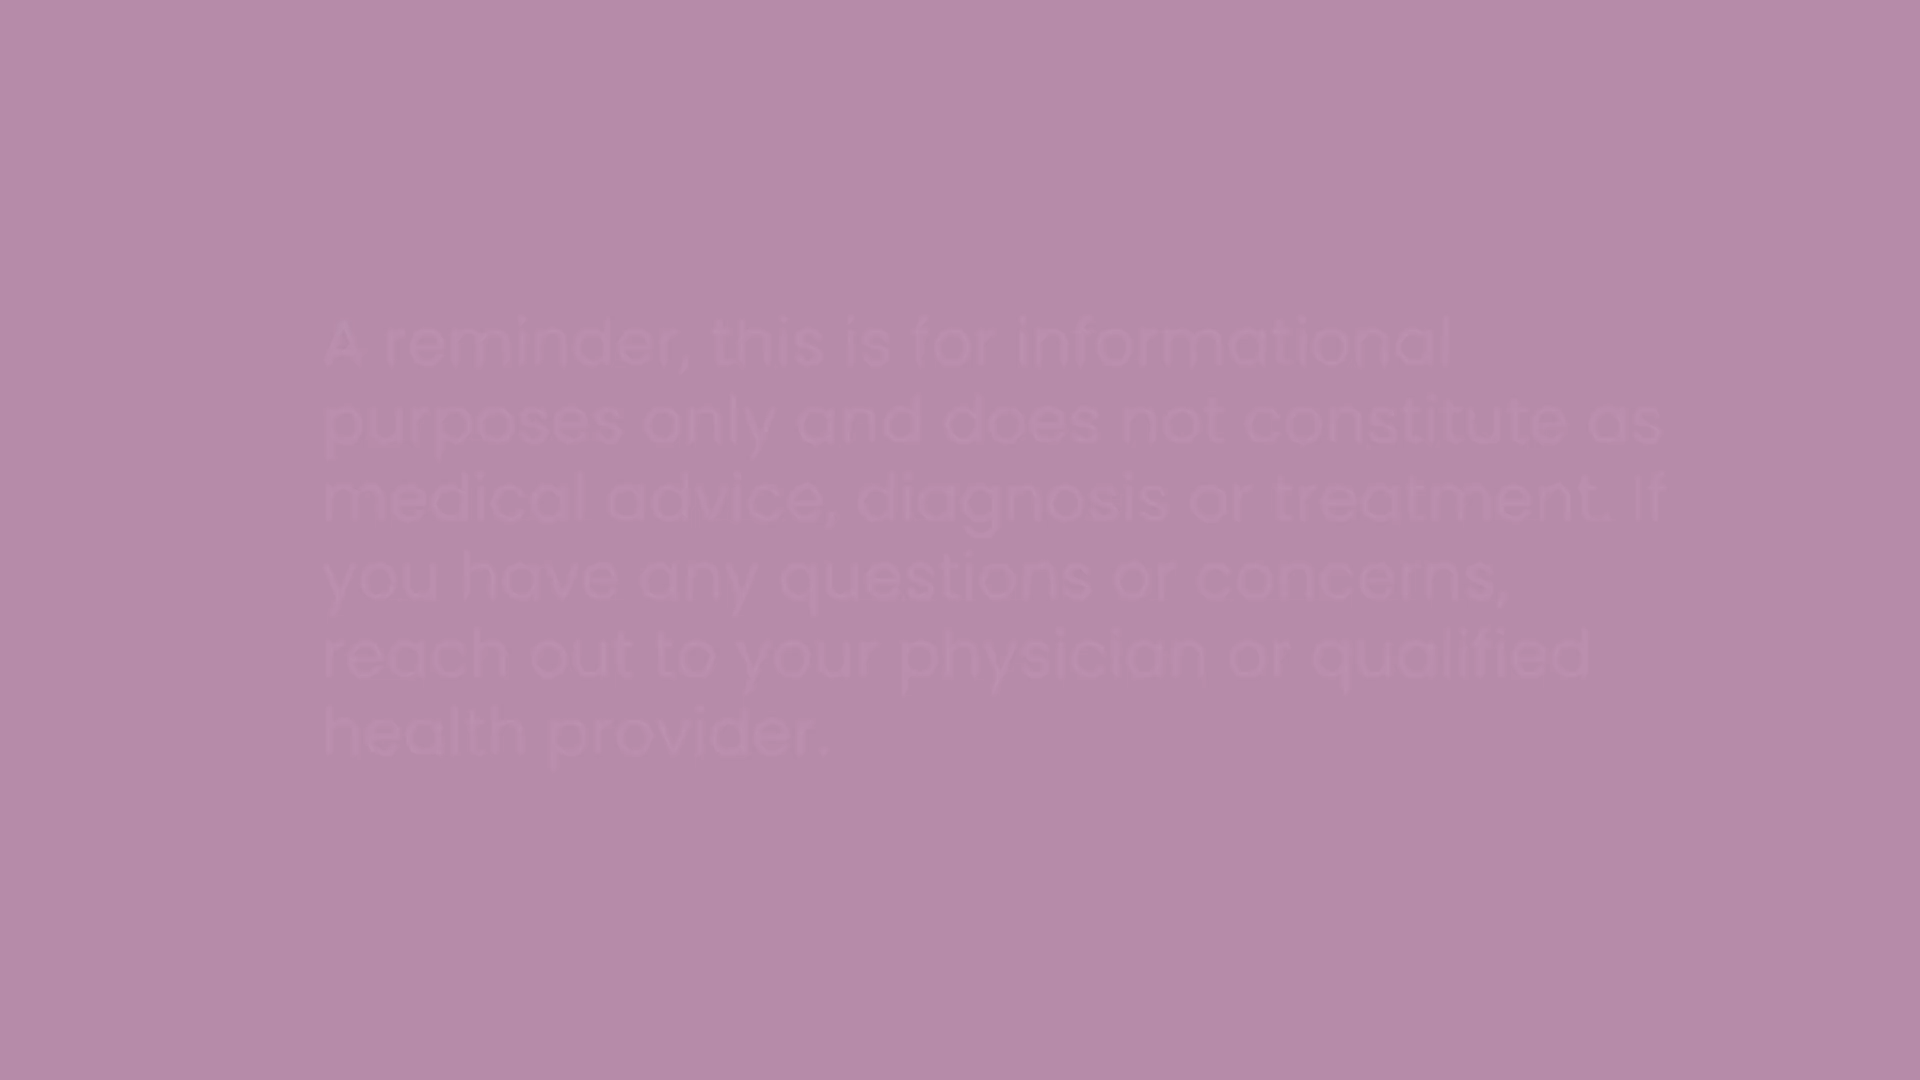 A reminder, this is for informational
purposes only and does not constitute as
medical advice, diagnosis or treatment. If
you have any questions or concerns,
reach out to your physician or qualified
health provider.